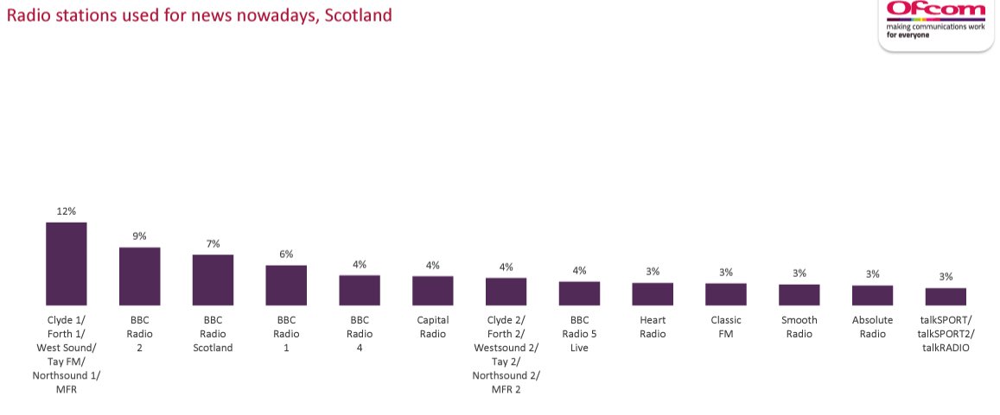 Radio stations used for news nowadays, Scotland
Ofcom
making communications work
for everyone
12%
9%
7%
6%
4%
4%
4%
4%
3%
3%
3%
3%
3%
Clyde 1/
Forth 1/
West Sound/
Tay FM/
Northsound 1/
MFR
BBC
Radio
2
BBC
Radio
Scotland
BBC
Radio
1
BBC
Radio
4
Capital
Radio
Clyde 2/
Forth 2/
Westsound 2/
Tay 2/
Northsound 2/
MFR 2
BBC
Radio 5
Live
Heart
Radio
Classic
FM
Smooth
Radio
Absolute
Radio
talkSPORT/
talkSPORT2/
talkRADIO